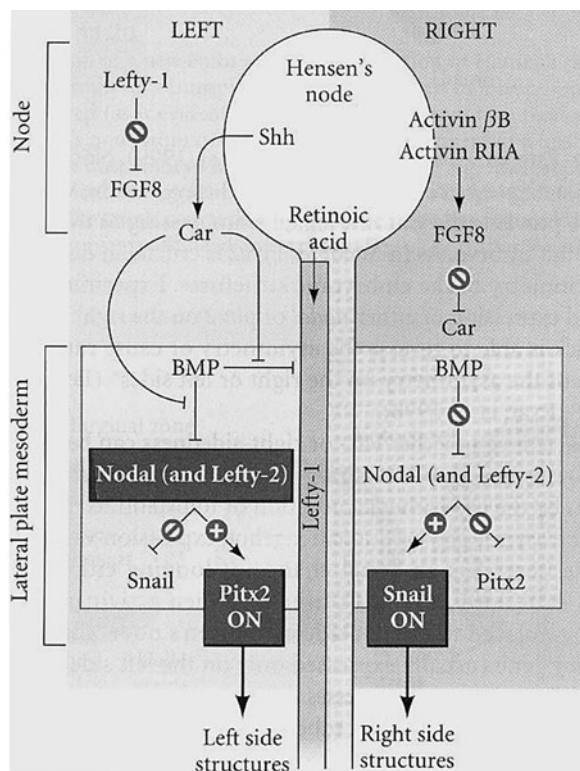 LEFT
RIGHT
Node
Lefty-1
FGF8
Hensen's
node
Shh
Activin βB
Activin RIIA
Car
Retinoic
acid
FGF8
Car
Lateral plate mesoderm
BMP
BMP
Nodal (and Lefty-2)
Lefty-1
Nodal (and Lefty-2)
Snail
Pitx2
ON
Snail
ON
Pitx2
Left side
structures
Right side
structures